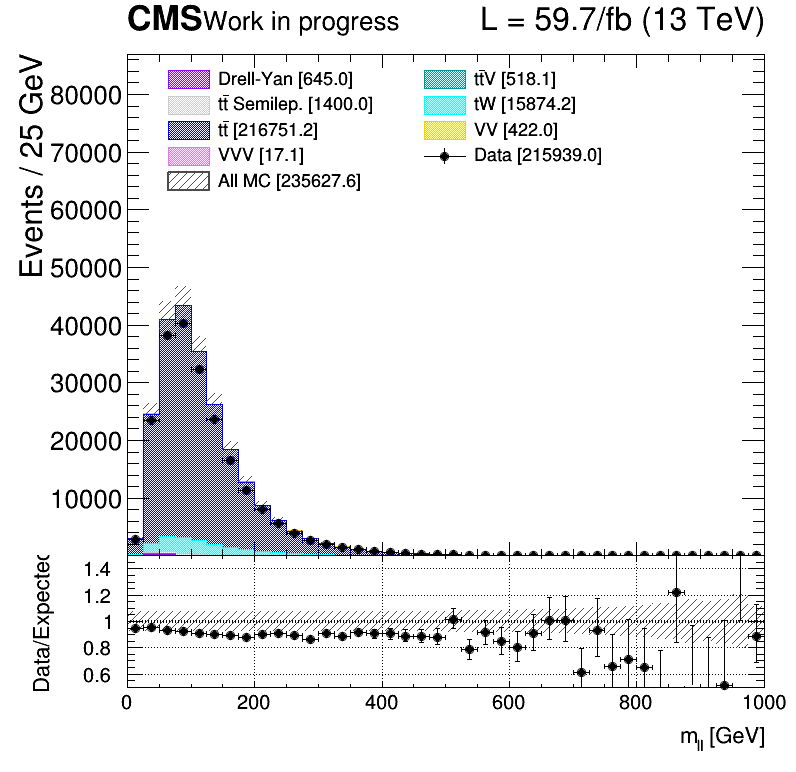 CMS Work in progress L = 59.7/fb (13 TeV)
Events / 25 GeV
Drell-Yan [645.0] tt̄V [518.1]
tt̄ Semilep. [1400.0] tW [15874.2]
tt̄ [216751.2] VV [422.0]
VVV [17.1] Data [215939.0]
All MC [235627.6]
80000
70000
60000
50000
40000
30000
20000
10000
Data/Expected
1.4
1.2
1
0.8
0.6
0 200 400 600 800 1000
m_ll [GeV]